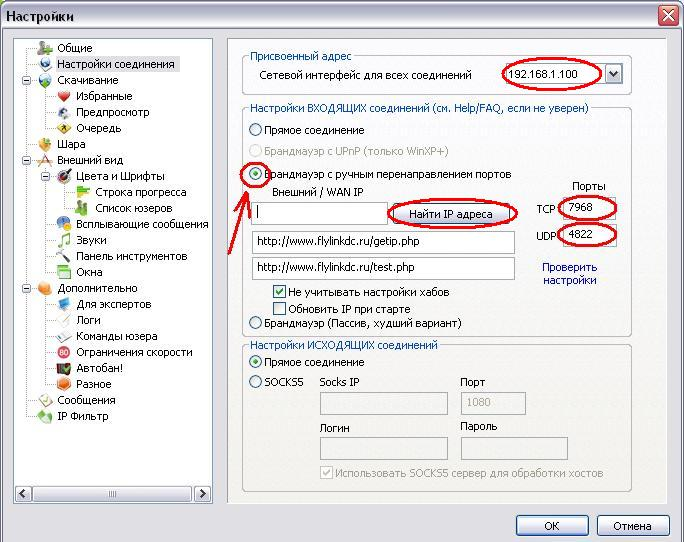 Настройки
Общие
Настройки соединения
Скачивание
Избранные
Предпросмотр
Очередь
Шара
Внешний вид
Цвета и Шрифты
Строка прогресса
Список юзеров
Всплывающие сообщения
Звуки
Панель инструментов
Окна
Дополнительно
Для экспертов
Логи
Команды юзера
Ограничения скорости
Автобан!
Разное
Сообщения
IP Фильтр
Присвоенный адрес
Сетевой интерфейс для всех соединений 192.168.1.100
Настройки ВХОДЯЩИХ соединений (см. Help/FAQ, если не уверен)
Прямое соединение
Брандмауэр с UPnP (только WinXP+)
Брандмауэр с ручным перенаправлением портов
Внешний / WAN IP
Порты
Найти IP адреса
TCP 7968
http://www.flylinkdc.ru/getip.php
UDP 4822
http://www.flylinkdc.ru/test.php
Проверить
настройки
Не учитывать настройки хабов
Обновить IP при старте
Брандмауэр (Пассив, худший вариант)
Настройки ИСХОДЯЩИХ соединений
Прямое соединение
SOCKS5 Socks IP Порт
1080
Логин Пароль
Использовать SOCKS5 сервер для обработки хостов
OK Отмена